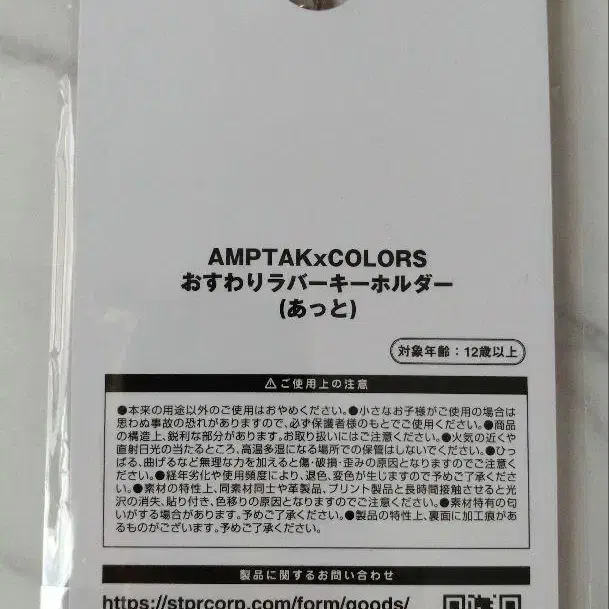 AMPTAKxCOLORS
おすわりラバーキーホルダー
(あっと)
対象年齢：12歳以上
⚠ご使用上の注意
●本来の用途以外のご使用はおやめください。●小さなお子様がご使用の場合は
思わぬ事故の恐れがありますので、必ず保護者様のもとでご使用ください。●商品
の構造上、鋭利な部分があります。お取り扱いにはご注意ください。●火気の近くや
直射日光の当たるところ、高温多湿になる場所での保管はしないでください。●ひっ
ぱる、曲げるなど無理な力を加えると傷・破損・歪みの原因となりますのでご注意く
ださい。●経年劣化や使用頻度により、退色、変色が生じますので予めご了承くださ
い。●素材の特性上、同素材同士や革製品、プリント製品と長時間接触させると光
沢の消失、貼り付き、色移りの原因となりますのでご注意ください。●素材特有の匂
いがする場合があります。予めご了承ください。●製品の特性上、裏面に加工痕があ
るものがございます。予めご了承ください。
製品に関するお問い合わせ
https://stprcorp.com/form/goods/